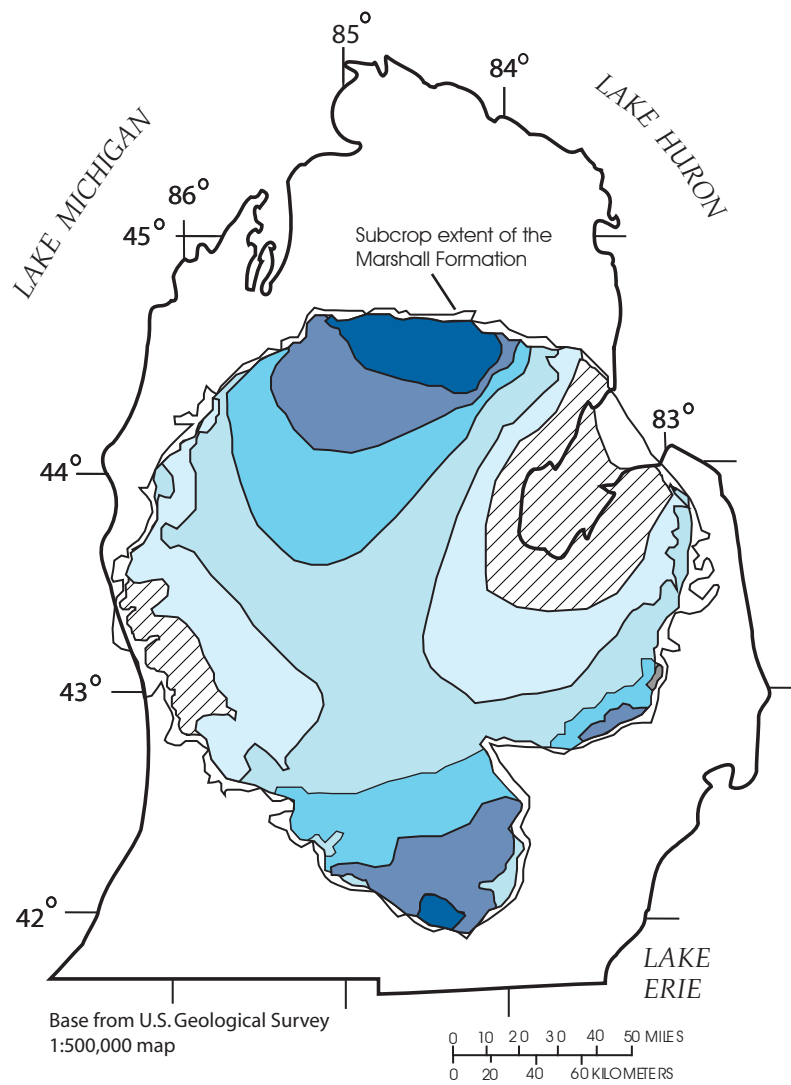 85°
84°
LAKE MICHIGAN
LAKE HURON
86°
45°
Subcrop extent of the
Marshall Formation
83°
44°
43°
42°
LAKE
ERIE
Base from U.S. Geological Survey
1:500,000 map
0 10 20 30 40 50 MILES
0 20 40 60 KILOMETERS